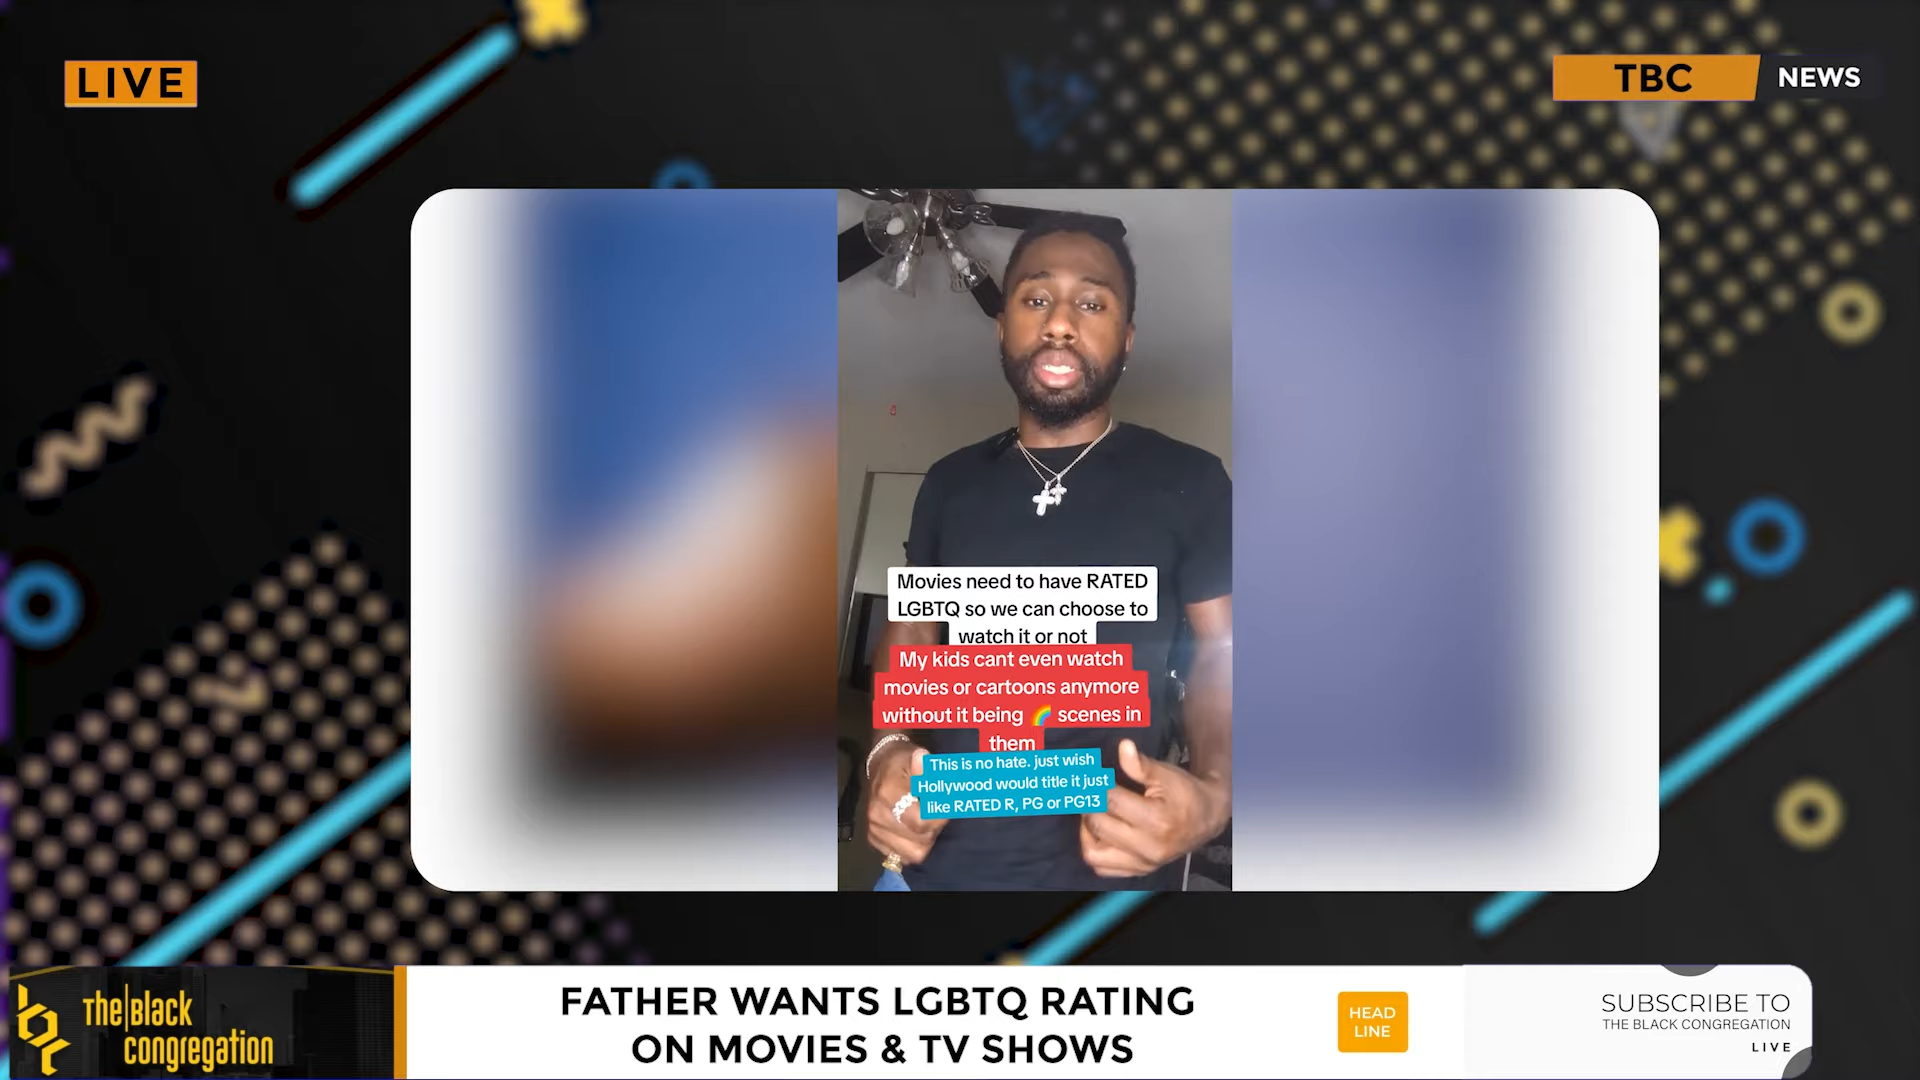 LIVE
TBC NEWS
Movies need to have RATED
LGBTQ so we can choose to
watch it or not
My kids cant even watch
movies or cartoons anymore
without it being 🌈 scenes in
them
This is no hate. just wish
Hollywood would title it just
like RATED R, PG or PG13
The Black
congregation
FATHER WANTS LGBTQ RATING
ON MOVIES & TV SHOWS
HEAD
LINE
SUBSCRIBE TO
THE BLACK CONGREGATION
LIVE